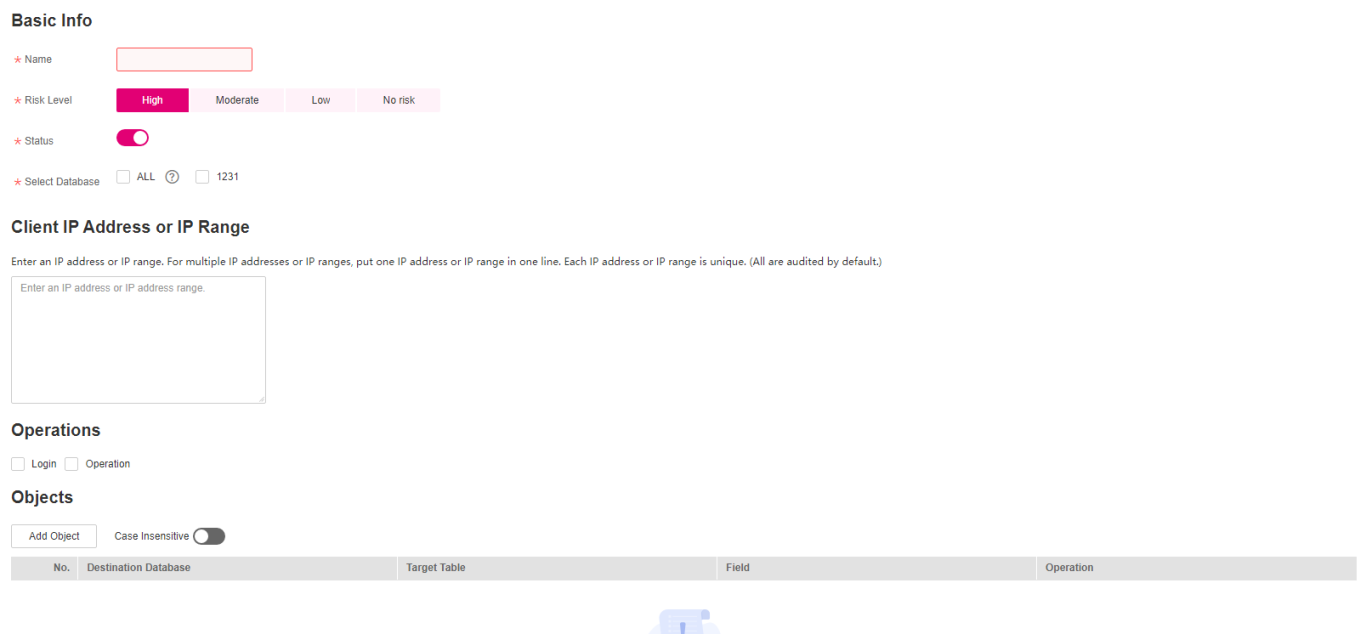 Basic Info
* Name
* Risk Level High Moderate Low No risk
* Status
* Select Database ALL ? 1231
Client IP Address or IP Range
Enter an IP address or IP range. For multiple IP addresses or IP ranges, put one IP address or IP range in one line. Each IP address or IP range is unique. (All are audited by default.)
Enter an IP address or IP address range.
Operations
Login Operation
Objects
Add Object Case Insensitive
No. Destination Database Target Table Field Operation